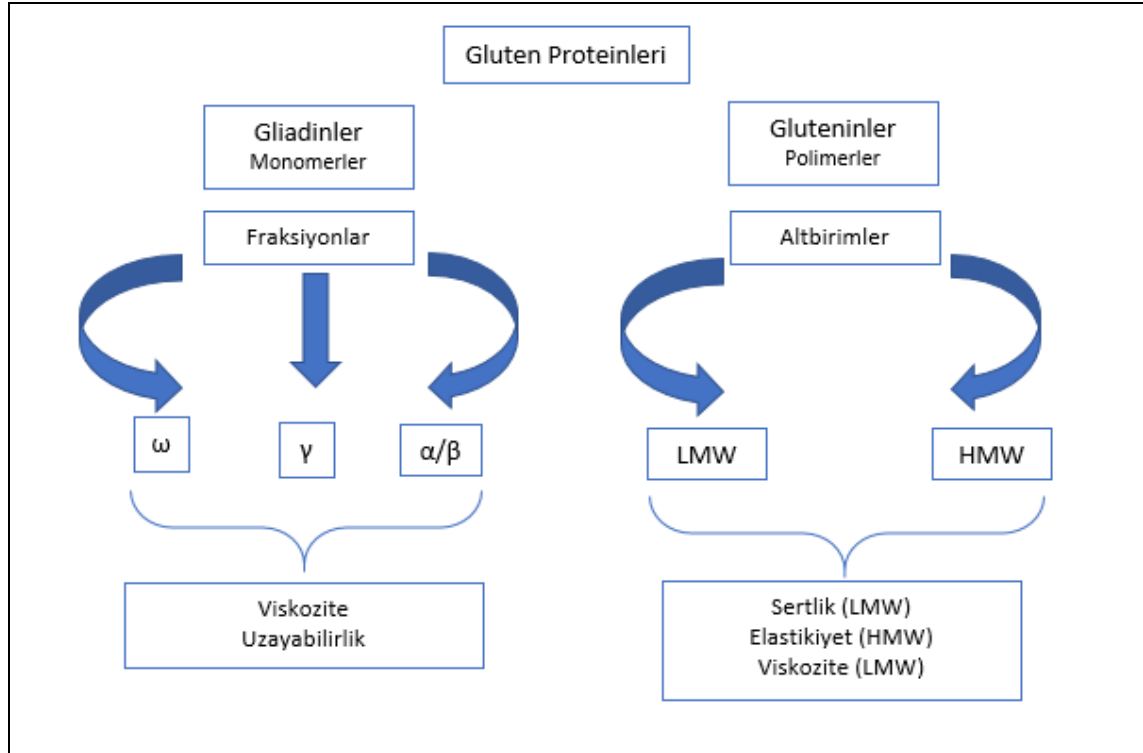 Gluten Proteinleri
Gliadinler
Monomerler
Fraksiyonlar
ω
γ
α/β
Viskozite
Uzayabilirlik
Gluteninler
Polimerler
Altbirimler
LMW
HMW
Sertlik (LMW)
Elastikiyet (HMW)
Viskozite (LMW)